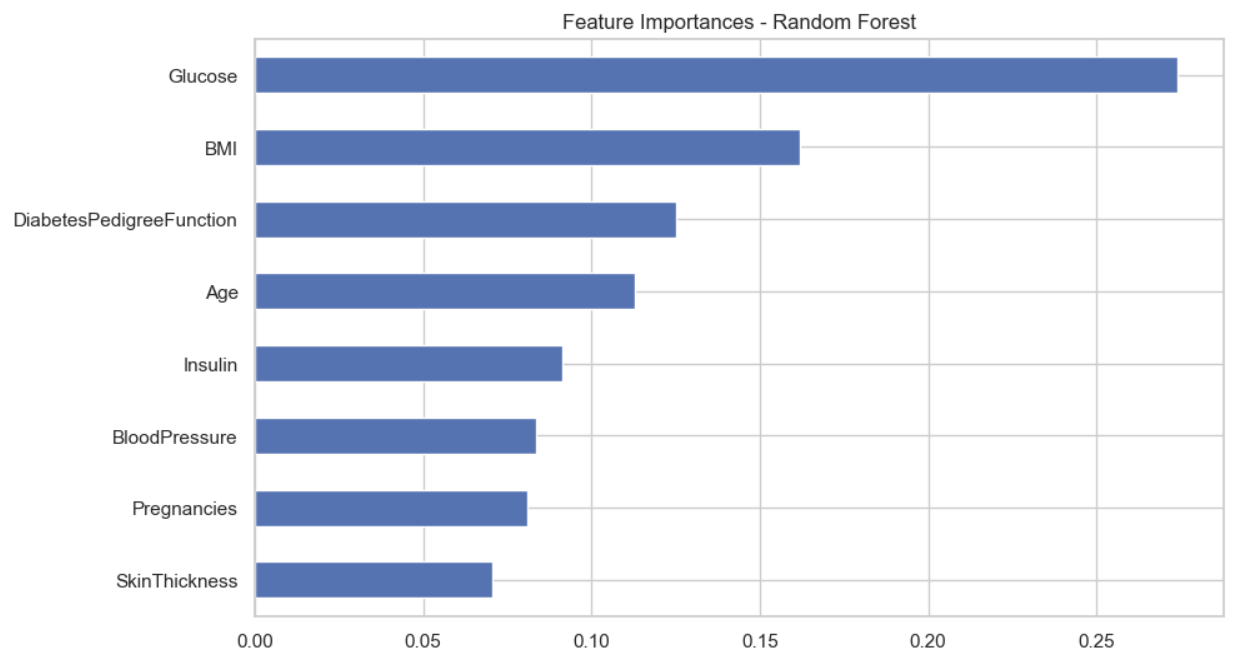 Feature Importances - Random Forest
Glucose
BMI
DiabetesPedigreeFunction
Age
Insulin
BloodPressure
Pregnancies
SkinThickness
0.00 0.05 0.10 0.15 0.20 0.25